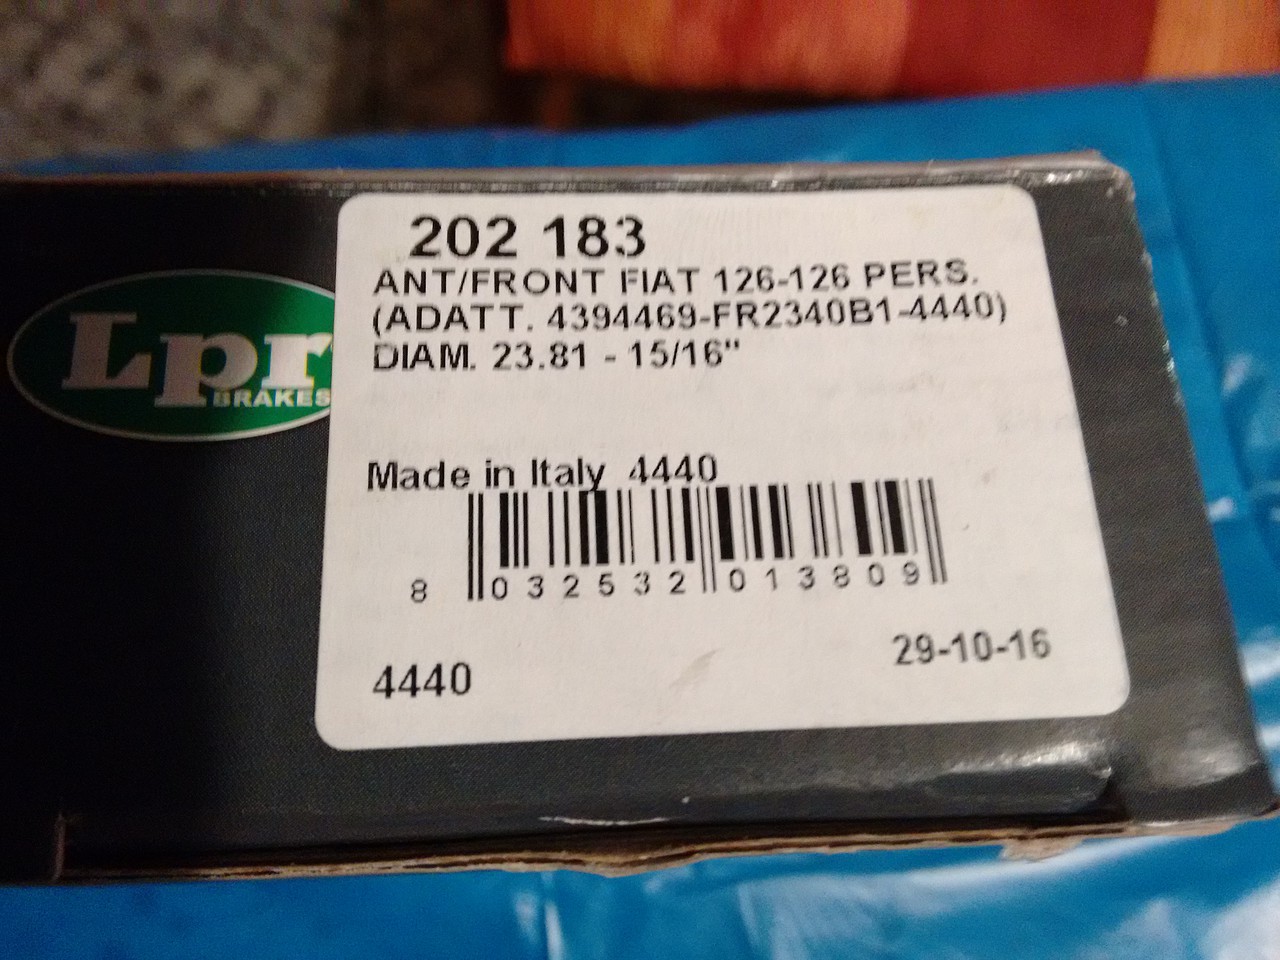 202 183
ANT/FRONT FIAT 126-126 PERS.
(ADATT. 4394469-FR2340B1-4440)
DIAM. 23.81 - 15/16"
Lpr
BRAKES
Made in Italy 4440
8 032532 013809
29-10-16
4440